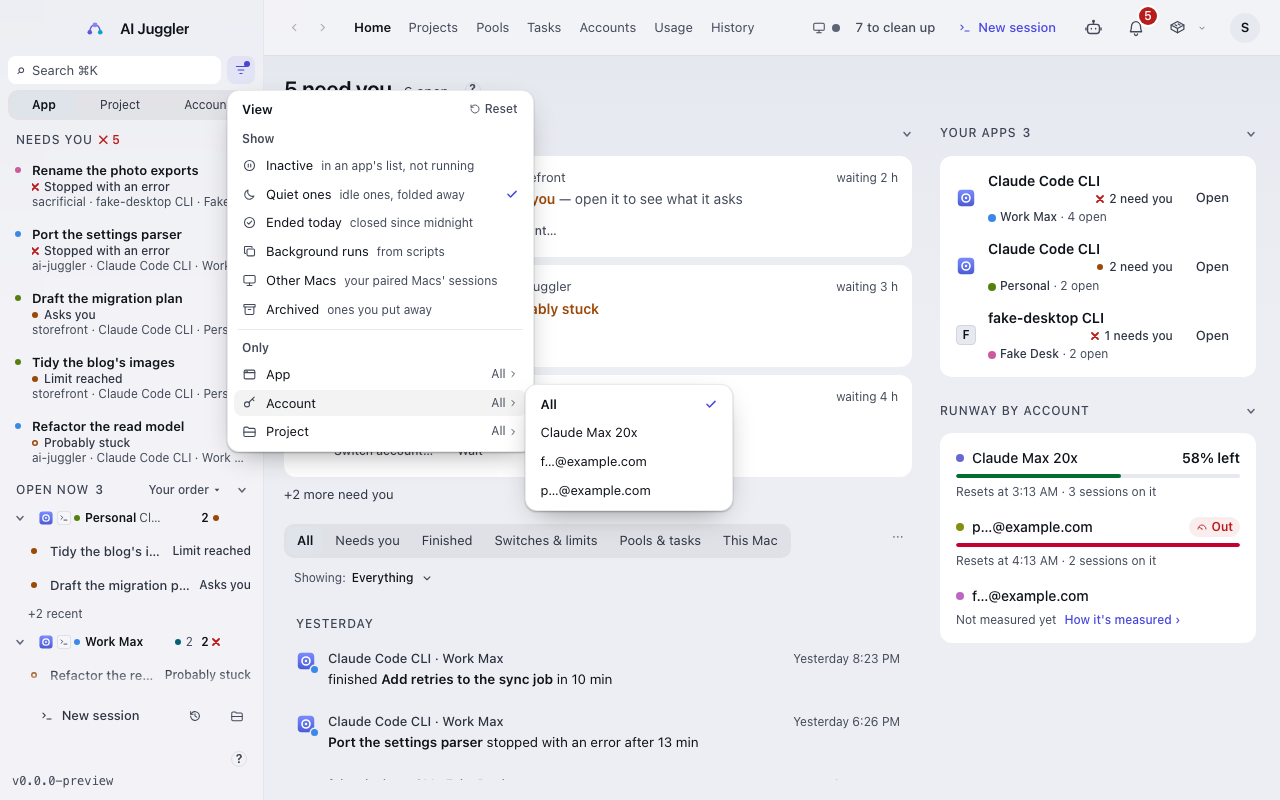 AI Juggler
Search ⌘K
App
Project
NEEDS YOU 5
Rename the photo exports
Stopped with an error
sacrificial · fake-desktop CLI ·
Port the settings parser
Stopped with an error
ai-juggler · Claude Code CLI ·
Draft the migration plan
Asks you
storefront · Claude Code CLI ·
Tidy the blog's images
Limit reached
storefront · Claude Code CLI ·
Refactor the read model
Probably stuck
ai-juggler · Claude Code CLI · Work ...
OPEN NOW 3
Your order
Personal Cl...
2
Tidy the blog's i...
Limit reached
Draft the migration p...
Asks you
+2 recent
Work Max
2 2
Refactor the re...
Probably stuck
New session
?
v0.0.0-preview
Home
Projects
Pools
Tasks
Accounts
Usage
History
7 to clean up
New session
5
S
View
Reset
Show
Inactive in an app's list, not running
Quiet ones idle ones, folded away
Ended today closed since midnight
Background runs from scripts
Other Macs your paired Macs' sessions
Archived ones you put away
Only
App All ›
Account All ›
Project All ›
All
Claude Max 20x
f...@example.com
p...@example.com
waiting 2 h
you — open it to see what it asks
waiting 3 h
stuck
waiting 4 h
+2 more need you
All
Needs you
Finished
Switches & limits
Pools & tasks
This Mac
...
Showing: Everything
YESTERDAY
Claude Code CLI · Work Max
Yesterday 8:23 PM
finished Add retries to the sync job in 10 min
Claude Code CLI · Work Max
Yesterday 6:26 PM
Port the settings parser stopped with an error after 13 min
YOUR APPS 3
Claude Code CLI
2 need you
Work Max · 4 open
Open
Claude Code CLI
2 need you
Personal · 2 open
Open
F
fake-desktop CLI
1 needs you
Fake Desk · 2 open
Open
RUNWAY BY ACCOUNT
Claude Max 20x
58% left
Resets at 3:13 AM · 3 sessions on it
p...@example.com
Out
Resets at 4:13 AM · 2 sessions on it
f...@example.com
Not measured yet How it's measured ›